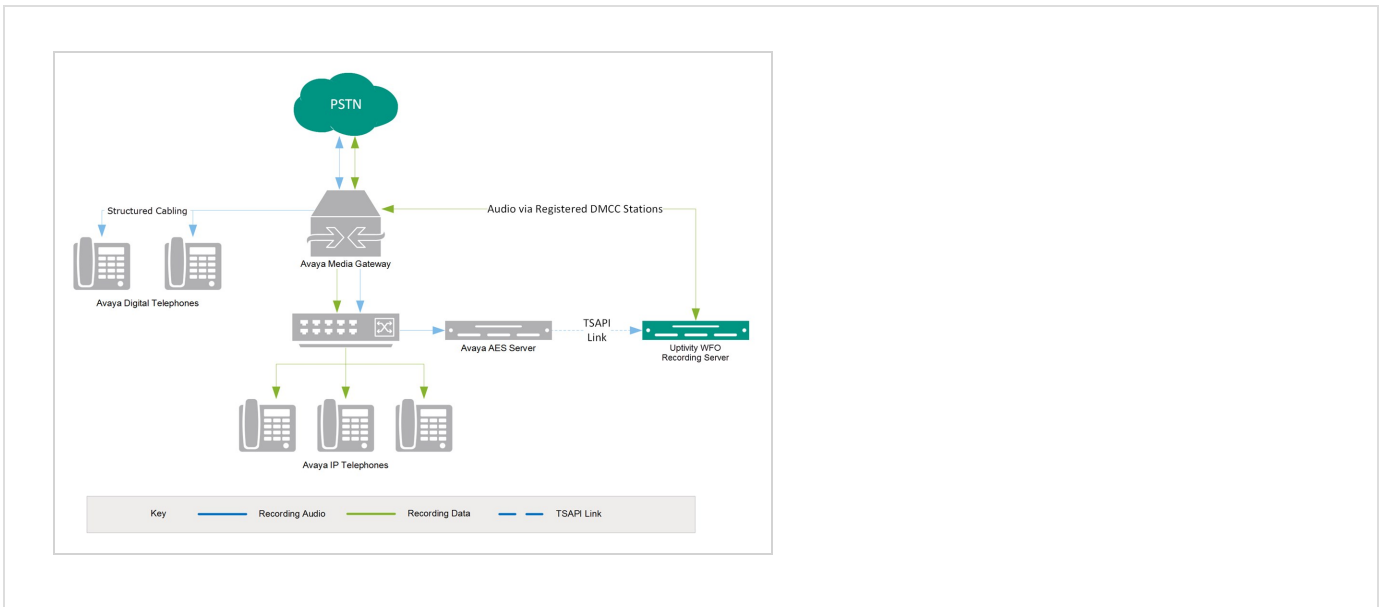 PSTN
Structured Cabling
Audio via Registered DMCC Stations
Avaya Media Gateway
Avaya Digital Telephones
TSAPI
Link
Avaya AES Server
Uptivity WFO
Recording Server
Avaya IP Telephones
Key Recording Audio Recording Data TSAPI Link